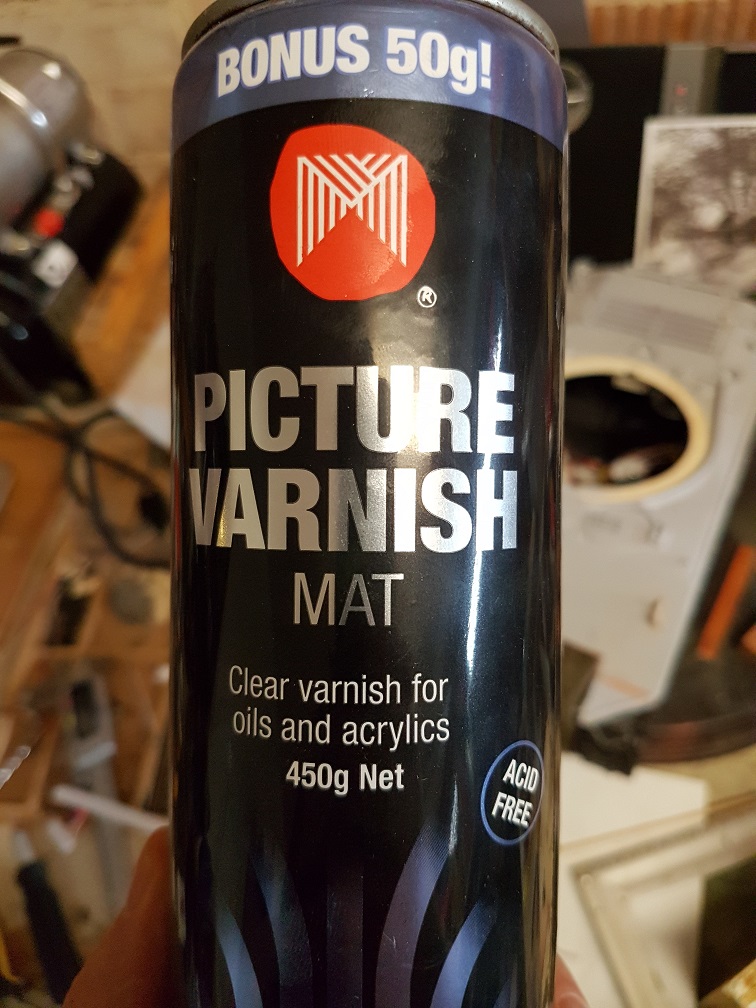 BONUS 50g!
®
PICTURE
VARNISH
MAT
Clear varnish for
oils and acrylics
450g Net
ACID
FREE